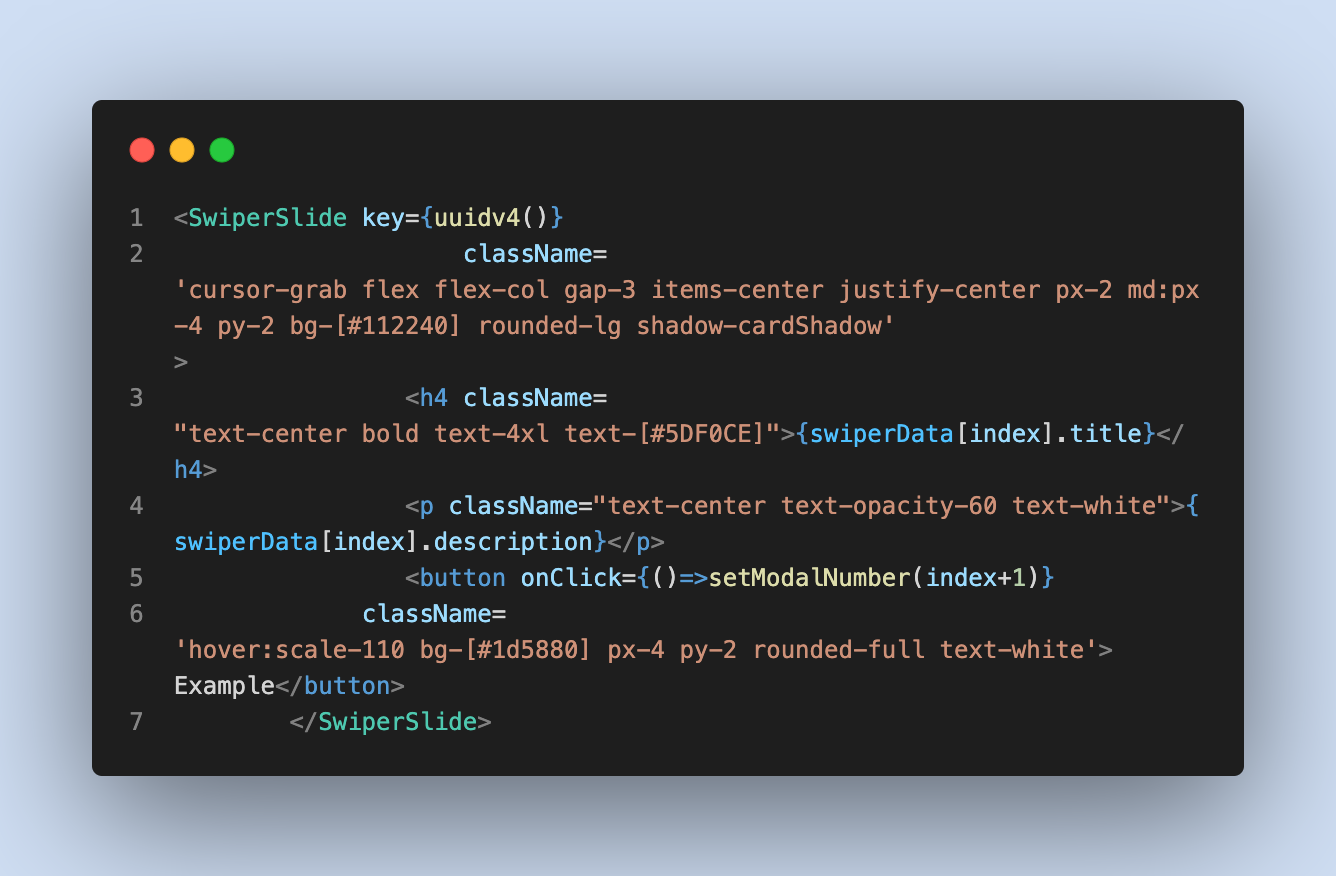 1 <SwiperSlide key={uuidv4()}
2                     className=
'cursor-grab flex flex-col gap-3 items-center justify-center px-2 md:px
-4 py-2 bg-[#112240] rounded-lg shadow-cardShadow'
>
3                 <h4 className=
"text-center bold text-4xl text-[#5DF0CE]">{swiperData[index].title}</
h4>
4                 <p className="text-center text-opacity-60 text-white">{
swiperData[index].description}</p>
5                 <button onClick={()=>setModalNumber(index+1)}
6              className=
'hover:scale-110 bg-[#1d5880] px-4 py-2 rounded-full text-white'>
Example</button>
7         </SwiperSlide>